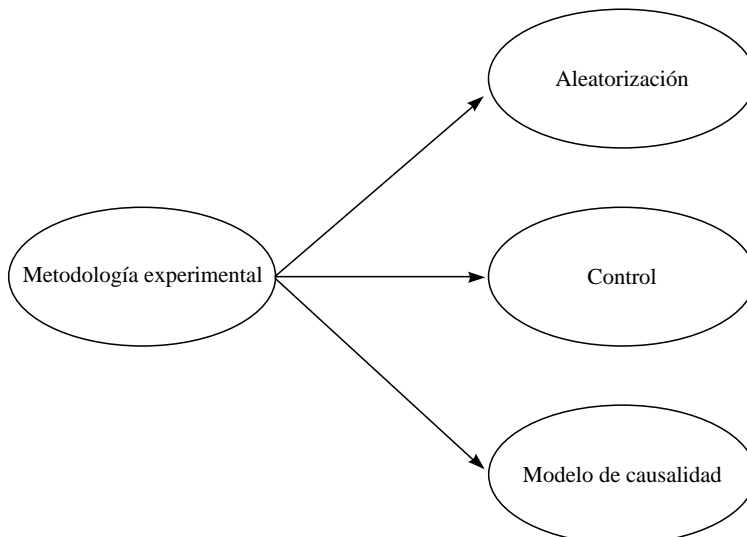 Aleatorización
Metodología experimental
Control
Modelo de causalidad